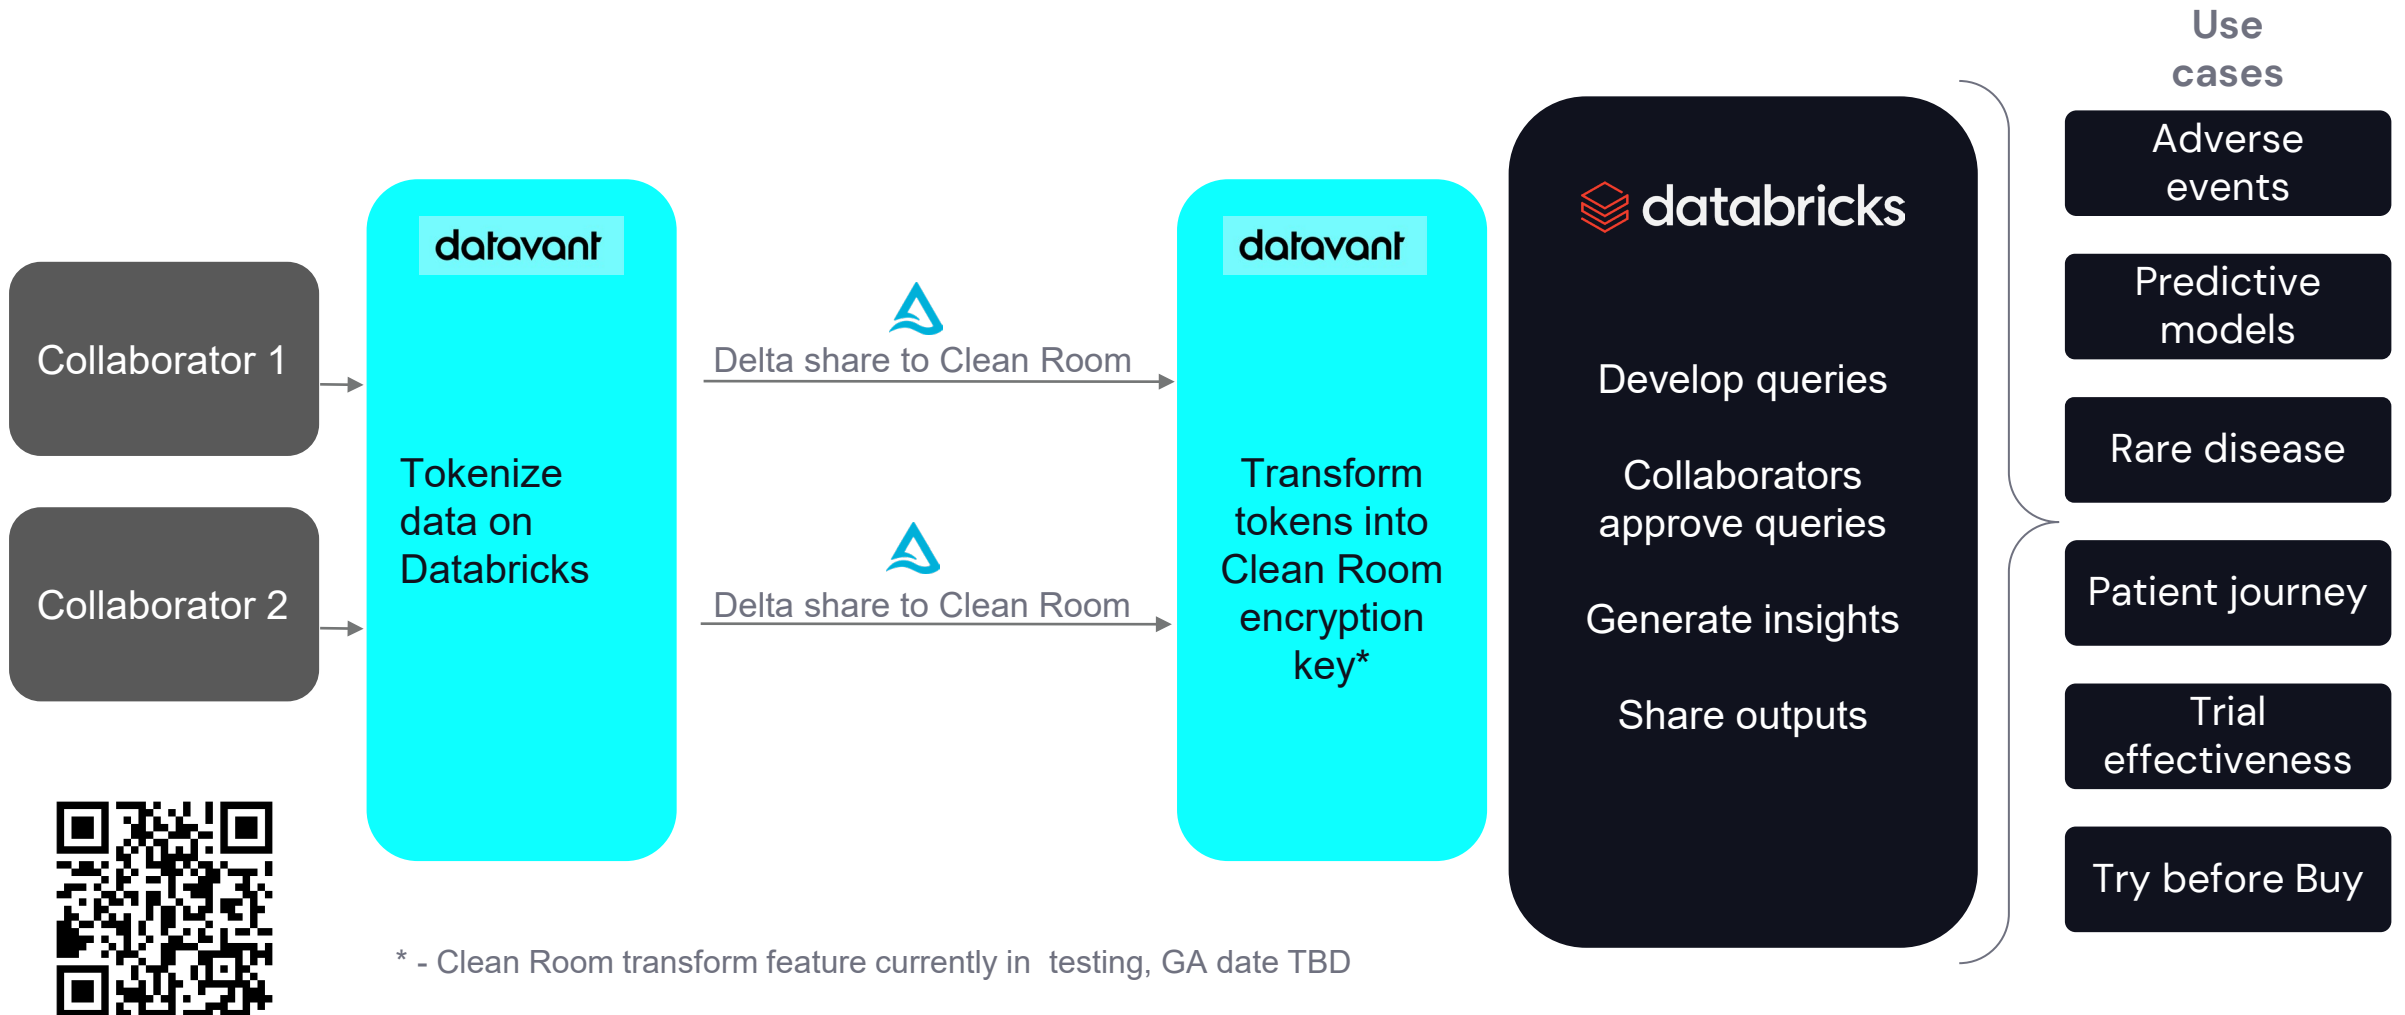 Collaborator 1
Collaborator 2
datavant
Tokenize
data on
Databricks
Delta share to Clean Room
Delta share to Clean Room
datavant
Transform
tokens into
Clean Room
encryption
key*
databricks
Develop queries
Collaborators
approve queries
Generate insights
Share outputs
Use
cases
Adverse
events
Predictive
models
Rare disease
Patient journey
Trial
effectiveness
Try before Buy
* - Clean Room transform feature currently in  testing, GA date TBD